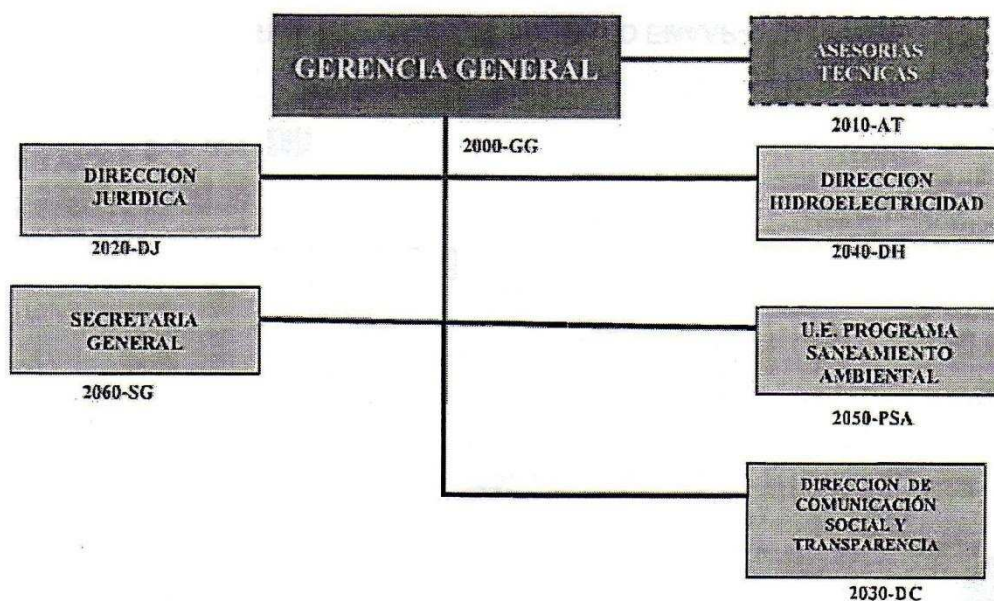 GERENCIA GENERAL
ASESORIAS
TECNICAS
2010-AT
2000-GG
DIRECCION
JURIDICA
2020-DJ
DIRECCION
HIDROELECTRICIDAD
2040-DH
SECRETARIA
GENERAL
2060-SG
U.E. PROGRAMA
SANEAMIENTO
AMBIENTAL
2050-PSA
DIRECCION DE
COMUNICACIÓN
SOCIAL Y
TRANSPARENCIA
2030-DC